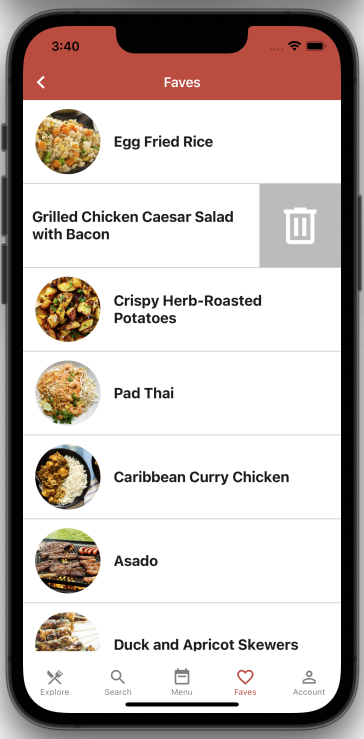 3:40
Faves
Egg Fried Rice
Grilled Chicken Caesar Salad
with Bacon
Crispy Herb-Roasted
Potatoes
Pad Thai
Caribbean Curry Chicken
Asado
Duck and Apricot Skewers
Explore
Search
Menu
Faves
Account